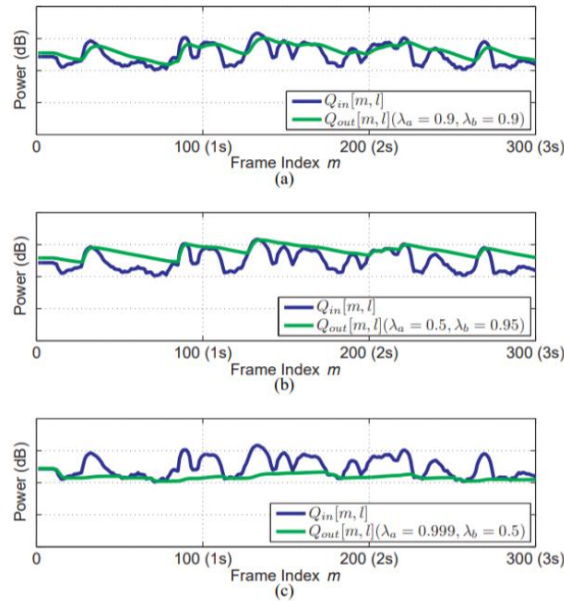 Power (dB)
Q_in[m, l]
Q_out[m, l](λ_a = 0.9, λ_b = 0.9)
0 100 (1s) 200 (2s) 300 (3s)
Frame Index m
(a)
Power (dB)
Q_in[m, l]
Q_out[m, l](λ_a = 0.5, λ_b = 0.95)
0 100 (1s) 200 (2s) 300 (3s)
Frame Index m
(b)
Power (dB)
Q_in[m, l]
Q_out[m, l](λ_a = 0.999, λ_b = 0.5)
0 100 (1s) 200 (2s) 300 (3s)
Frame Index m
(c)